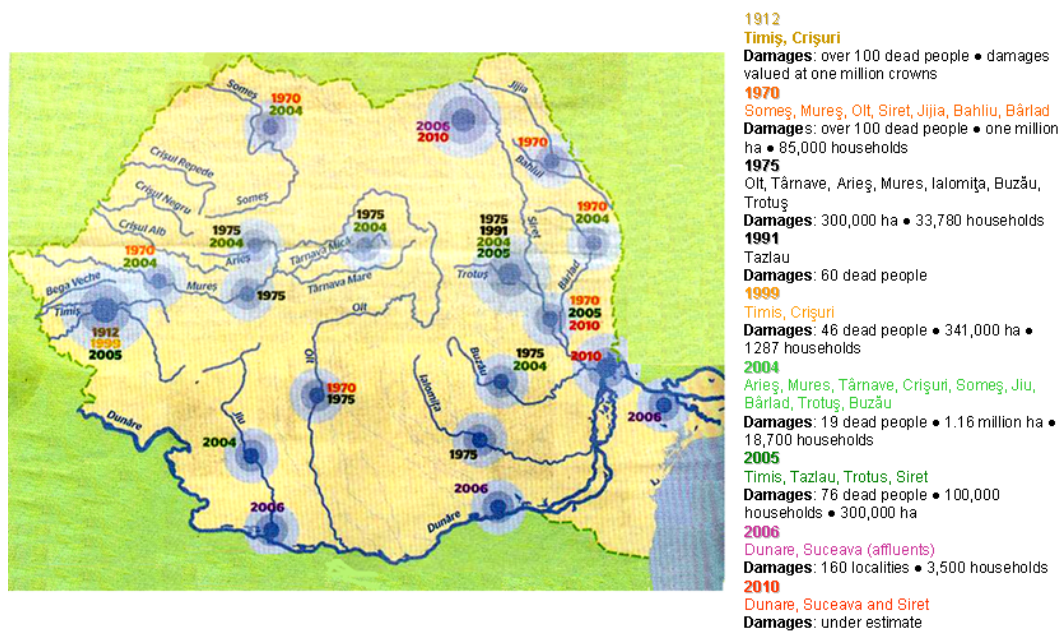 Someş
1970
2004
2006
2010
Jijia
1970
Bahlui
Crişul Repede
Crişul Negru
Someş
Crişul Alb
1975
2004
Arieş
1975
2004
Târnava Mică
Târnava Mare
1975
1991
2004
2005
Siret
Trotuş
1970
2004
Bârlad
1970
2004
Bega Veche
Mureş
1975
Timiş
1912
1999
2005
Olt
Olt
1970
1975
1970
2005
2010
Buzău
1975
2004
2010
Ialomiţa
1975
2006
Dunăre
Jiu
2004
2006
2006
Dunăre
1912
Timiş, Crişuri
Damages: over 100 dead people ● damages
valued at one million crowns
1970
Someş, Mureş, Olt, Siret, Jijia, Bahliu, Bârlad
Damages: over 100 dead people ● one million
ha ● 85,000 households
1975
Olt, Târnave, Arieş, Mures, Ialomiţa, Buzău,
Trotuş
Damages: 300,000 ha ● 33,780 households
1991
Tazlau
Damages: 60 dead people
1999
Timis, Crişuri
Damages: 46 dead people ● 341,000 ha ●
1287 households
2004
Arieş, Mures, Târnave, Crişuri, Someş, Jiu,
Bârlad, Trotuş, Buzău
Damages: 19 dead people ● 1.16 million ha ●
18,700 households
2005
Timis, Tazlau, Trotus, Siret
Damages: 76 dead people ● 100,000
households ● 300,000 ha
2006
Dunare, Suceava (affluents)
Damages: 160 localities ● 3,500 households
2010
Dunare, Suceava and Siret
Damages: under estimate